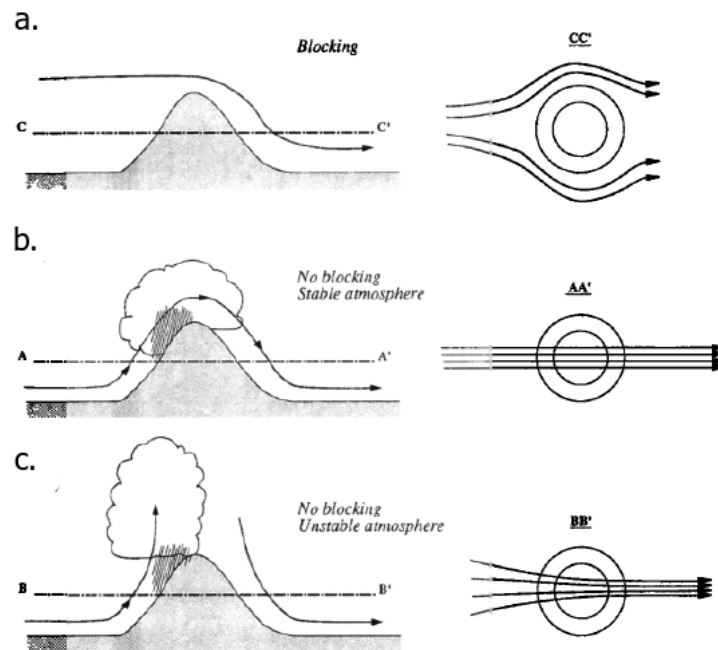 a.
Blocking
CC'
C
C'
b.
No blocking
Stable atmosphere
AA'
A
A'
c.
No blocking
Unstable atmosphere
BB'
B
B'